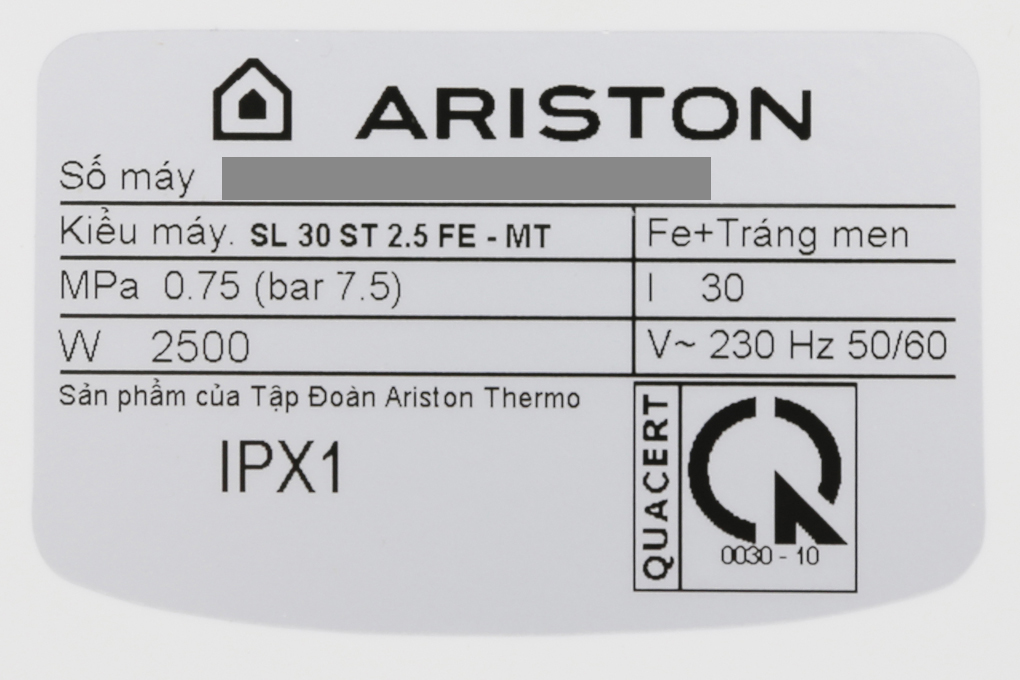 ARISTON
Số máy
Kiểu máy. SL 30 ST 2.5 FE - MT
Fe+Tráng men
MPa 0.75 (bar 7.5)
l 30
W 2500
V~ 230 Hz 50/60
Sản phẩm của Tập Đoàn Ariston Thermo
IPX1
QUACERT
0030 - 10